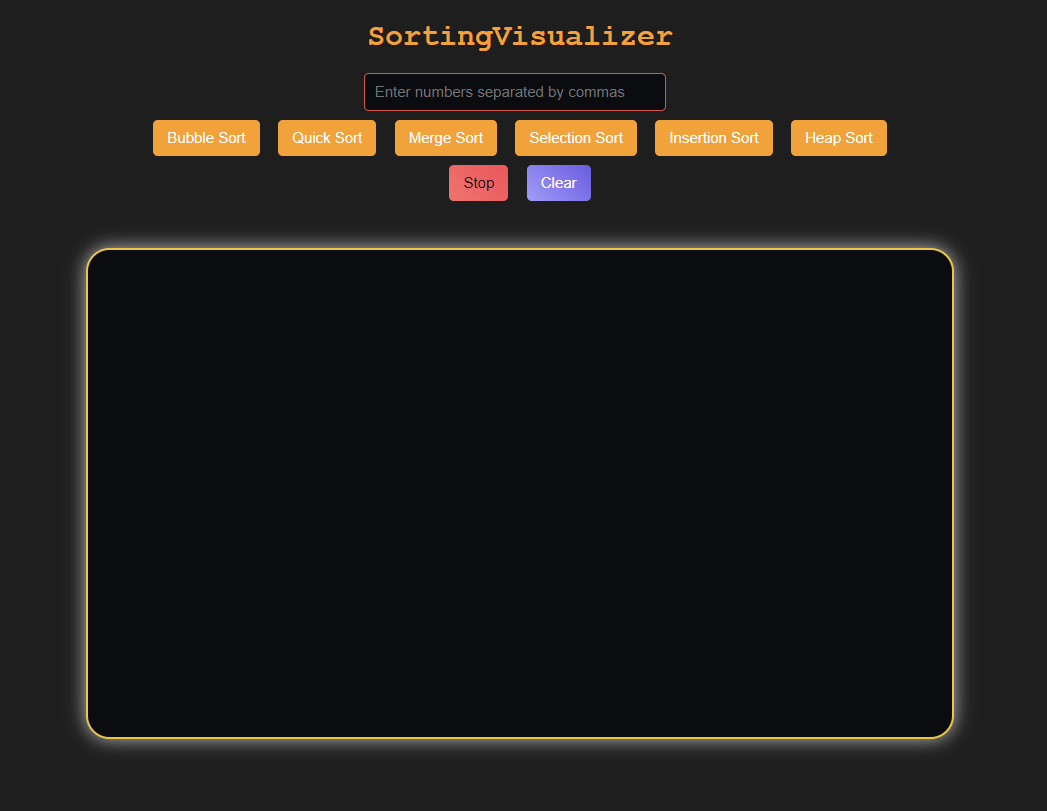 SortingVisualizer
Enter numbers separated by commas
Bubble Sort Quick Sort Merge Sort Selection Sort Insertion Sort Heap Sort
Stop Clear